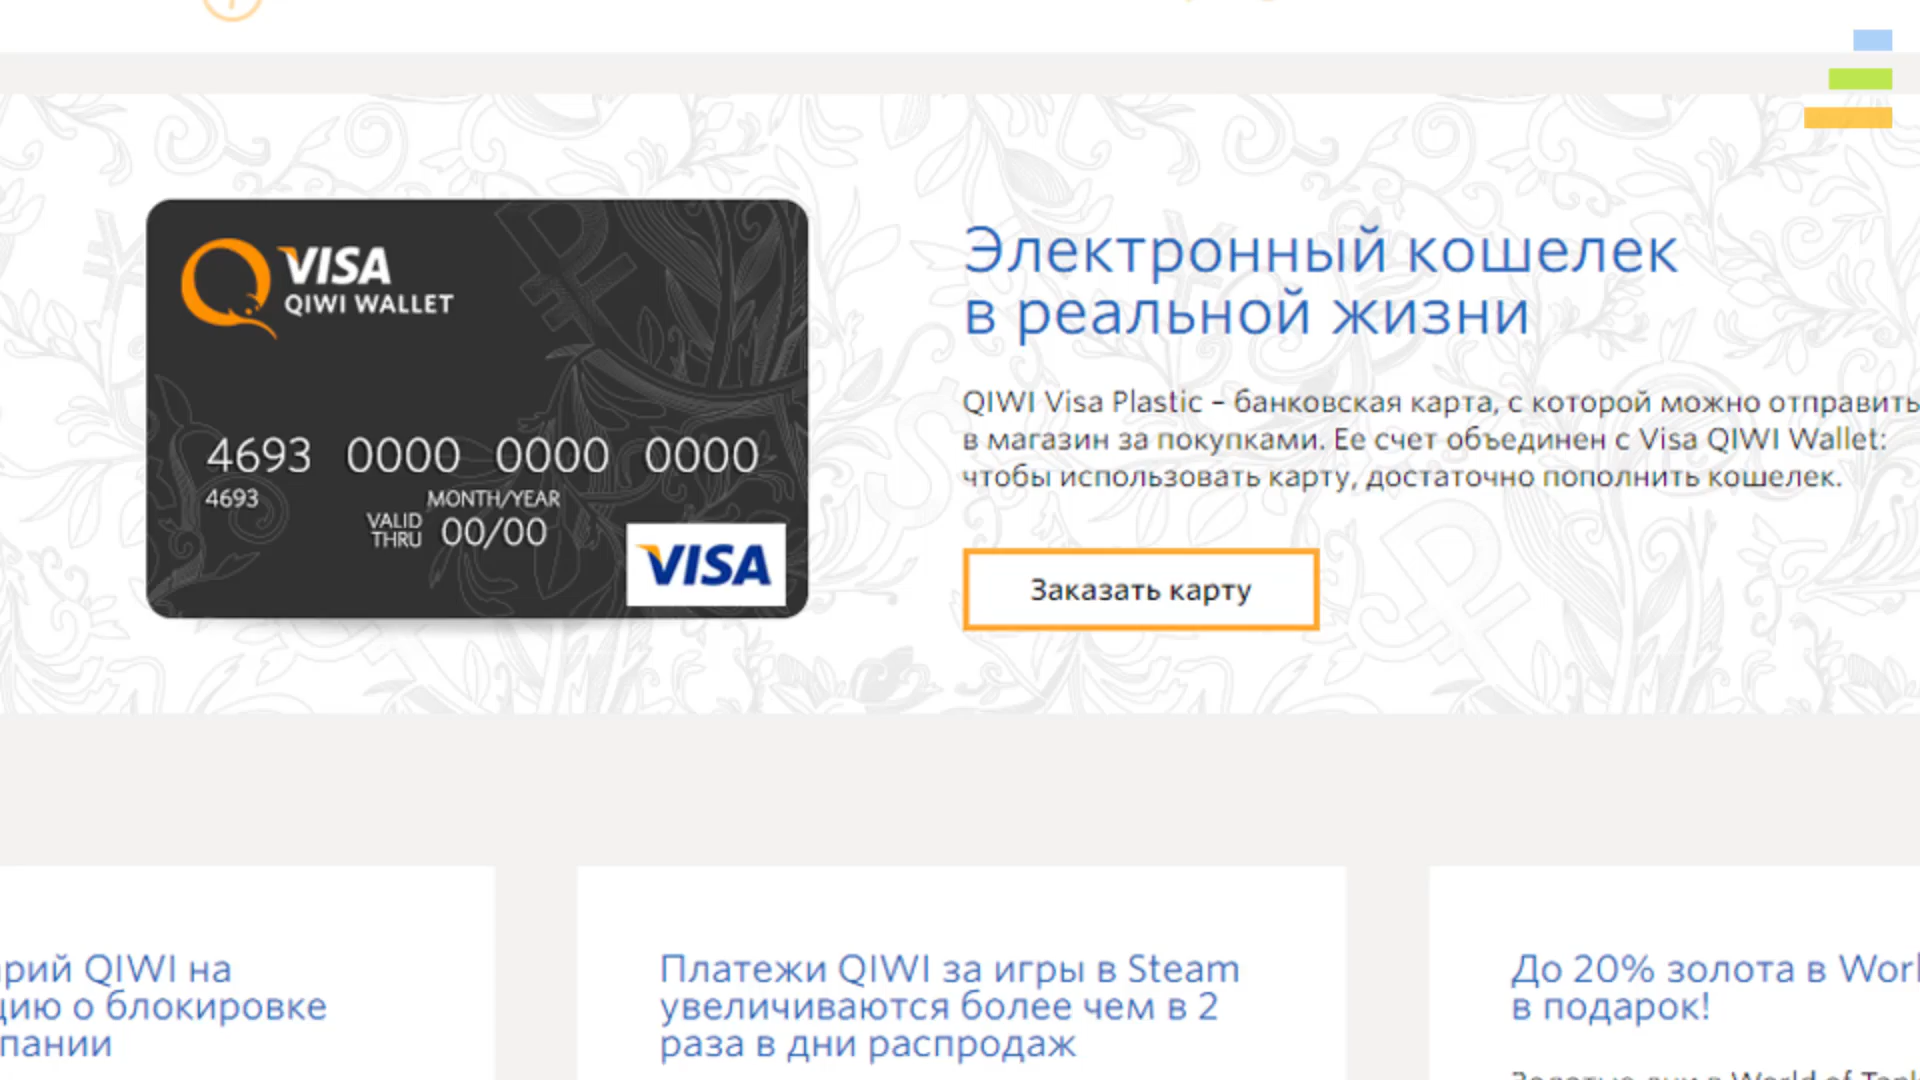 VISA
QIWI WALLET
4693 0000 0000 0000
4693
MONTH/YEAR
VALID
THRU
00/00
VISA
Электронный кошелек
в реальной жизни
QIWI Visa Plastic – банковская карта, с которой можно отправить
в магазин за покупками. Ее счет объединен с Visa QIWI Wallet:
чтобы использовать карту, достаточно пополнить кошелек.
Заказать карту
QIWI на
о блокировке
Платежи QIWI за игры в Steam
увеличиваются более чем в 2
раза в дни распродаж
До 20% золота в
в подарок!